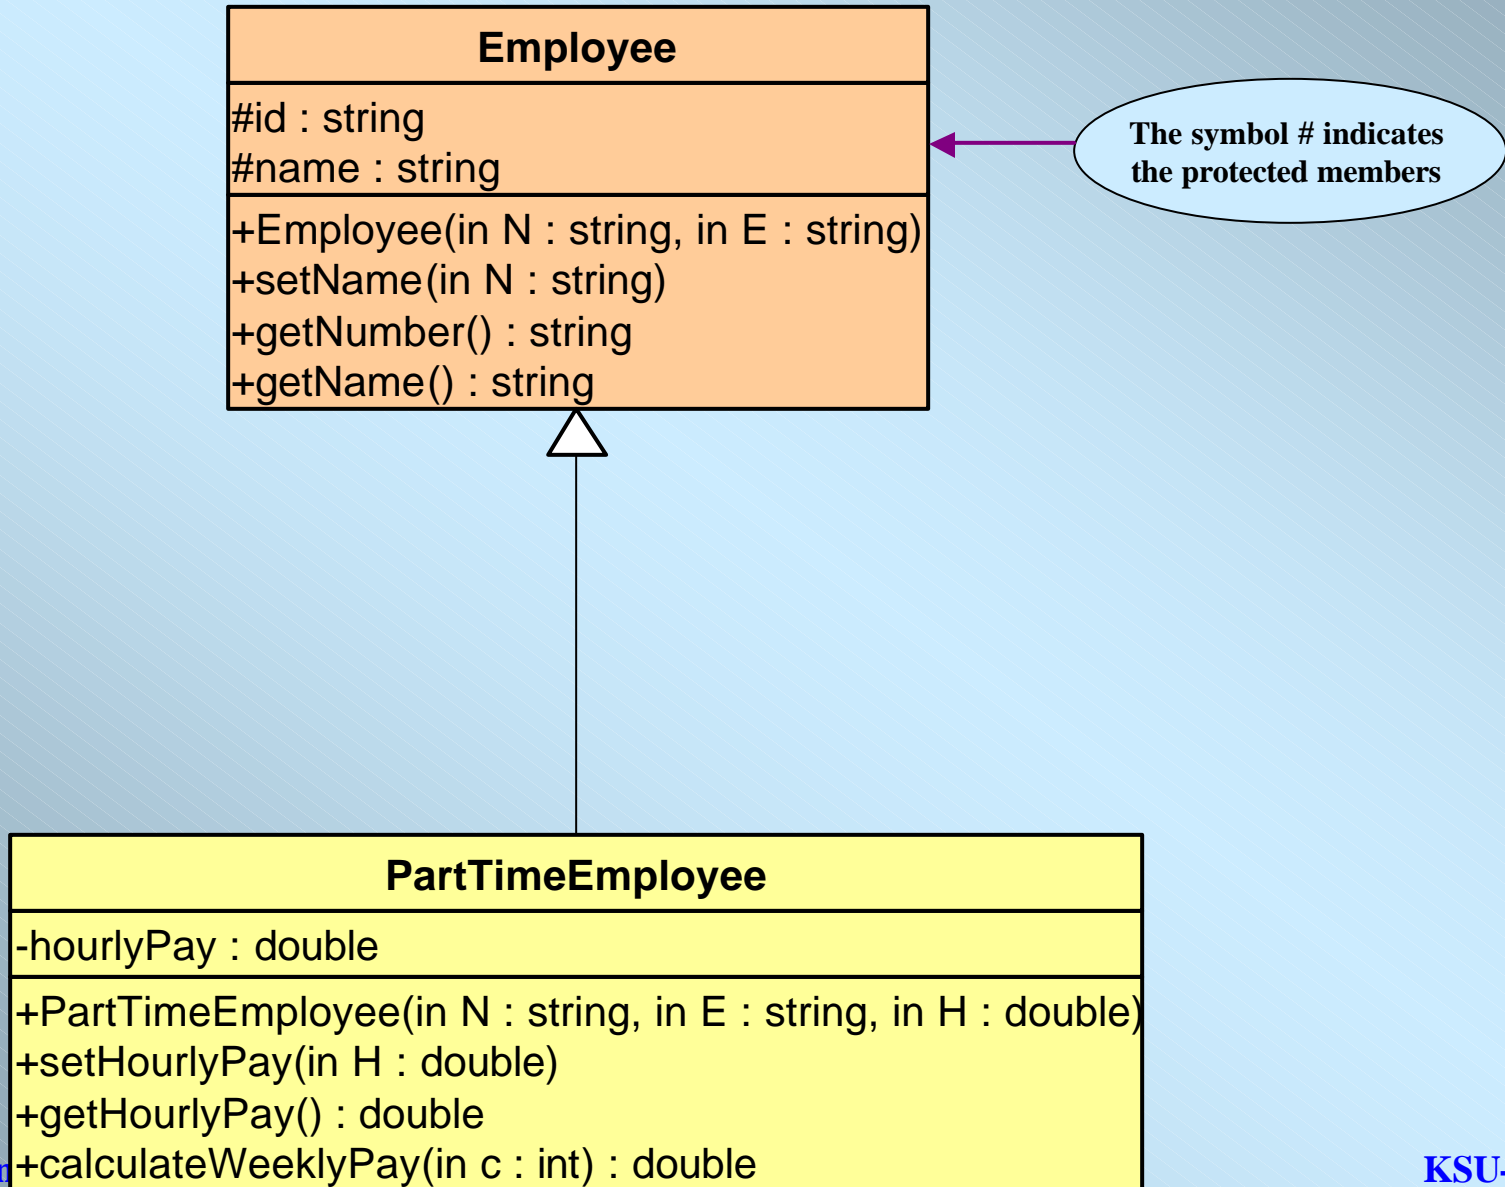 Employee
#id : string
#name : string
The symbol # indicates
the protected members
+Employee(in N : string, in E : string)
+setName(in N : string)
+getNumber() : string
+getName() : string
PartTimeEmployee
-hourlyPay : double
+PartTimeEmployee(in N : string, in E : string, in H : double)
+setHourlyPay(in H : double)
+getHourlyPay() : double
+calculateWeeklyPay(in c : int) : double
KSU-